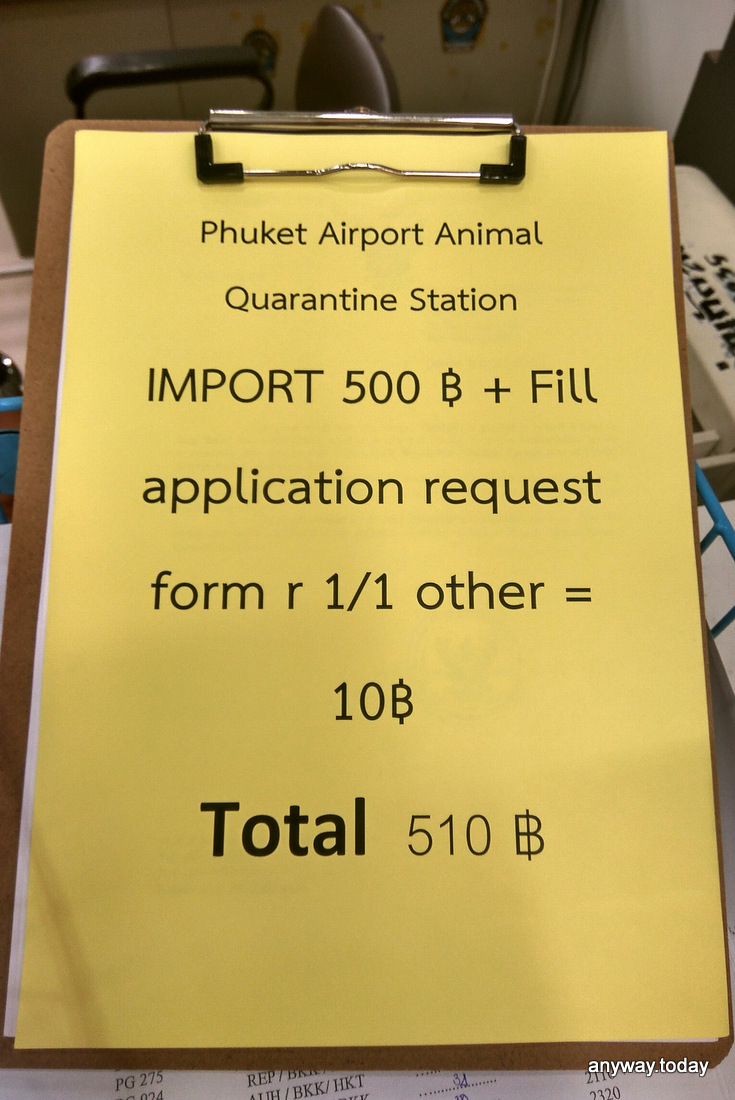 Phuket Airport Animal
Quarantine Station
IMPORT 500 ฿ + Fill
application request
form r 1/1 other =
10฿
Total 510 ฿
anyway.today
PG 275 REP / BKK/
AUH / BKK/ HKT
2320